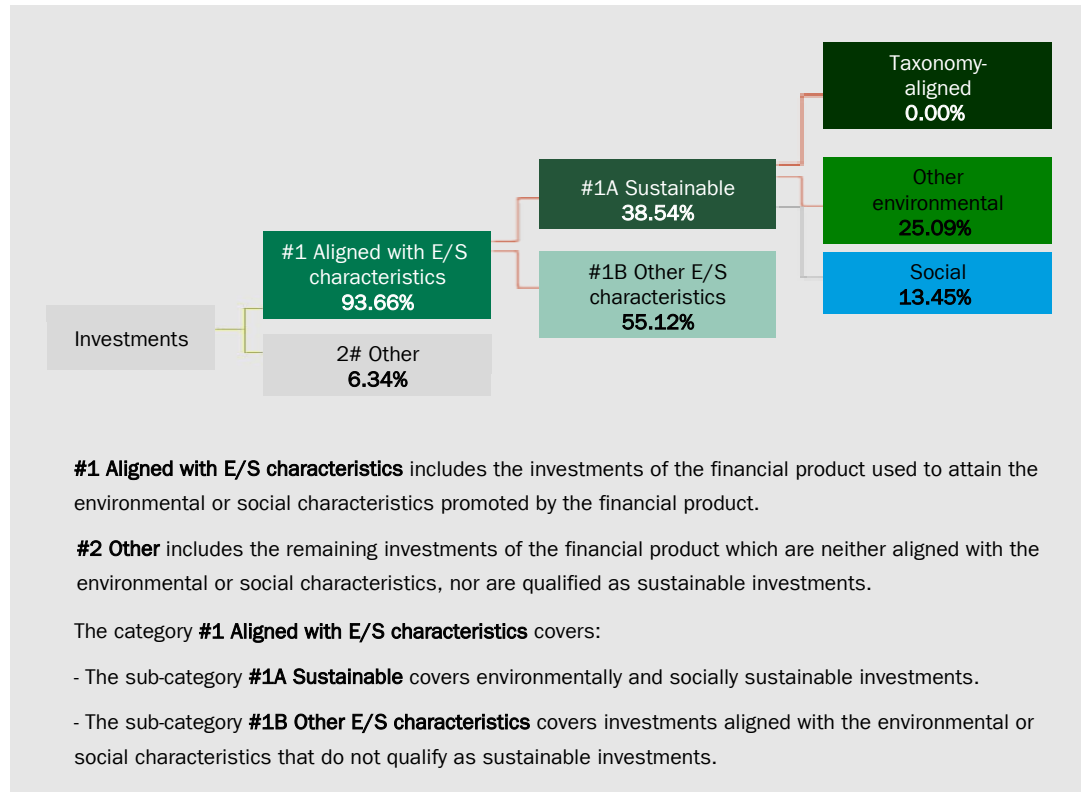 Taxonomy-
aligned
0.00%
#1A Sustainable
38.54%
Other
environmental
25.09%
#1 Aligned with E/S
characteristics
93.66%
#1B Other E/S
characteristics
55.12%
Social
13.45%
Investments
2# Other
6.34%
#1 Aligned with E/S characteristics includes the investments of the financial product used to attain the
environmental or social characteristics promoted by the financial product.
#2 Other includes the remaining investments of the financial product which are neither aligned with the
environmental or social characteristics, nor are qualified as sustainable investments.
The category #1 Aligned with E/S characteristics covers:
- The sub-category #1A Sustainable covers environmentally and socially sustainable investments.
- The sub-category #1B Other E/S characteristics covers investments aligned with the environmental or
social characteristics that do not qualify as sustainable investments.